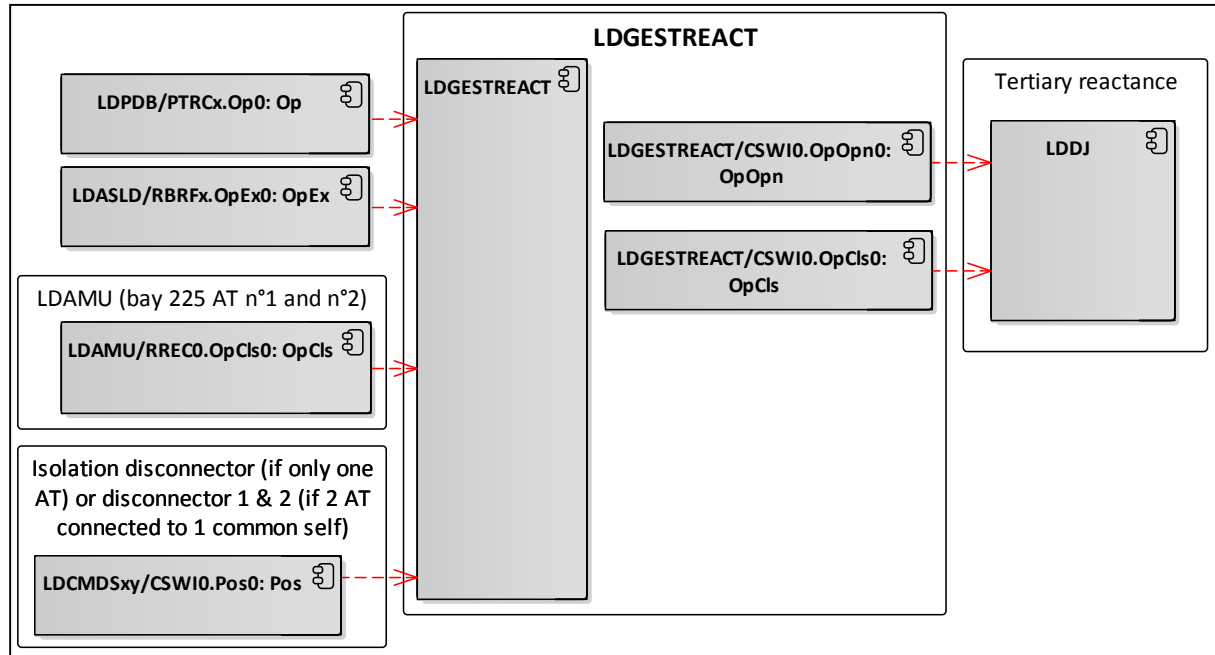 LDGESTREACT
LDPDB/PTRCx.Op0: Op
LDASLD/RBRFx.OpEx0: OpEx
LDAMU (bay 225 AT n°1 and n°2)
LDAMU/RREC0.OpCls0: OpCls
Isolation disconnector (if only one
AT) or disconnector 1 & 2 (if 2 AT
connected to 1 common self)
LDCMDSxy/CSWI0.Pos0: Pos
LDGESTREACT
LDGESTREACT/CSWI0.OpOpn0:
OpOpn
LDGESTREACT/CSWI0.OpCls0:
OpCls
Tertiary reactance
LDDJ